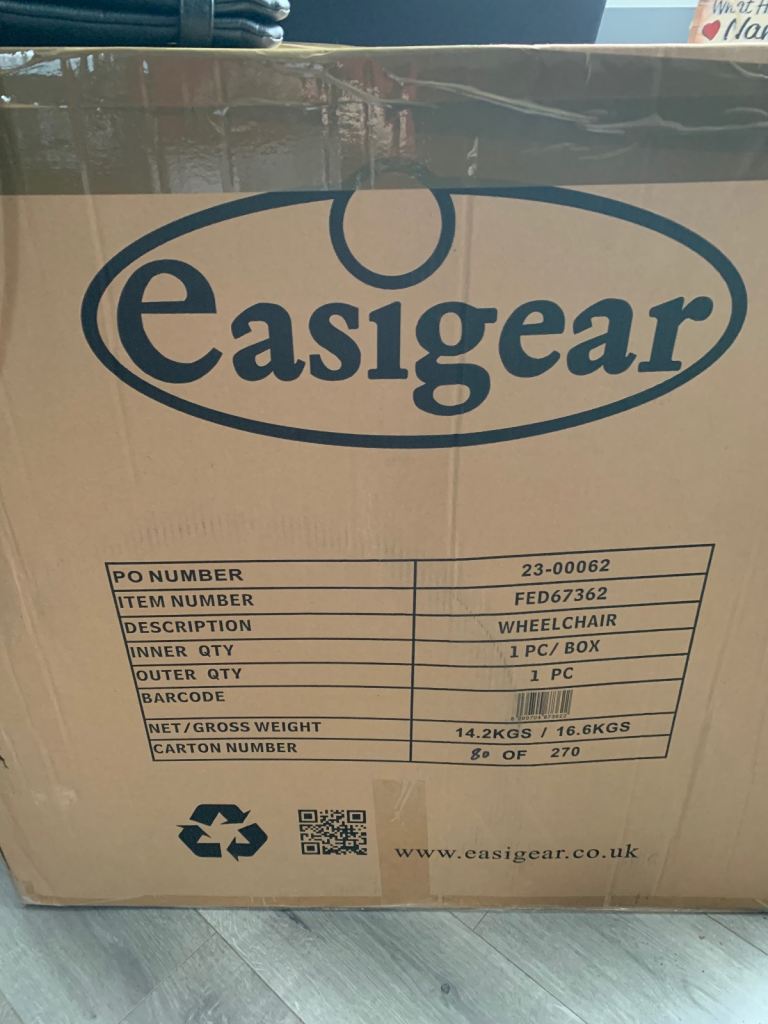 easigear
PO NUMBER 23-00062
ITEM NUMBER FED67362
DESCRIPTION WHEELCHAIR
INNER QTY 1 PC/ BOX
OUTER QTY 1 PC
BARCODE
NET/GROSS WEIGHT 14.2KGS / 16.6KGS
CARTON NUMBER 80 OF 270
www.easigear.co.uk